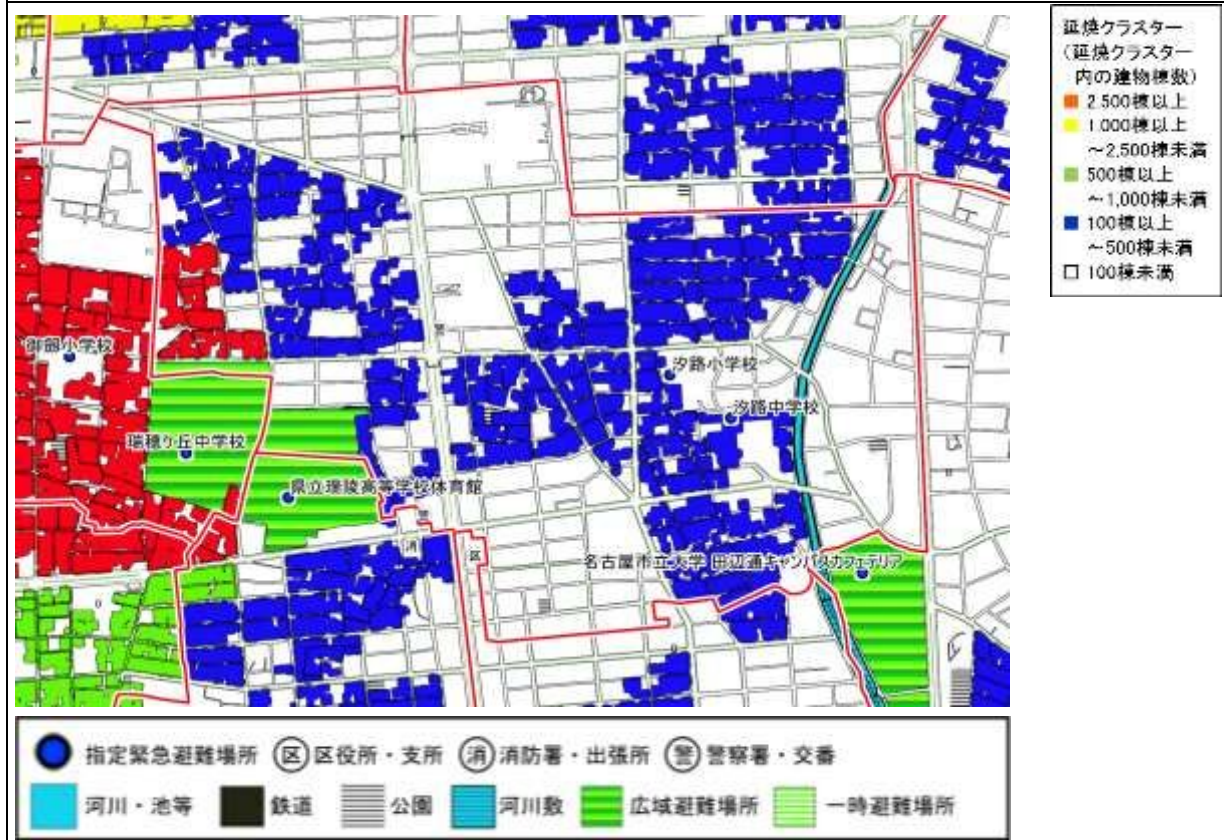 延焼クラスター
(延焼クラスター
内の建物棟数)
2,500棟以上
1,000棟以上
～2,500棟未満
500棟以上
～1,000棟未満
100棟以上
～500棟未満
100棟未満
御劔小学校
汐路小学校
汐路中学校
瑞穂ヶ丘中学校
県立瑞陵高等学校体育館
消
区
名古屋市立大学 田辺通キャンパスカフェテリア
指定緊急避難場所 区 区役所・支所 消 消防署・出張所 警 警察署・交番
河川・池等 鉄道 公園 河川敷 広域避難場所 一時避難場所